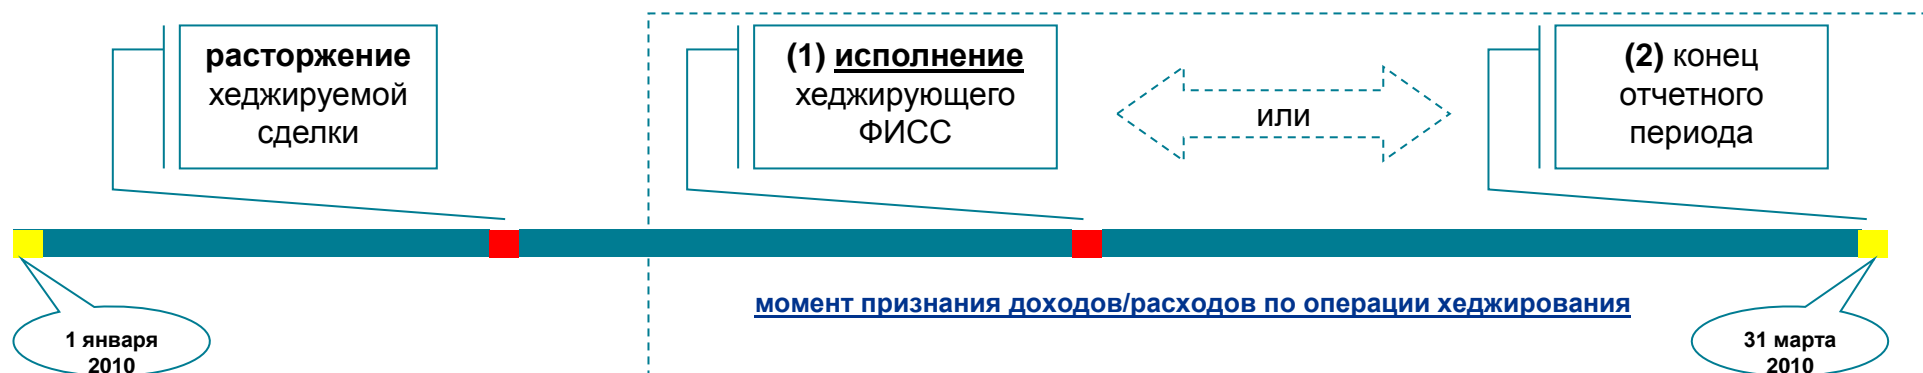 расторжение
хеджируемой
сделки
(1) исполнение
хеджирующего
ФИСС
или
(2) конец
отчетного
периода
момент признания доходов/расходов по операции хеджирования
1 января
2010
31 марта
2010